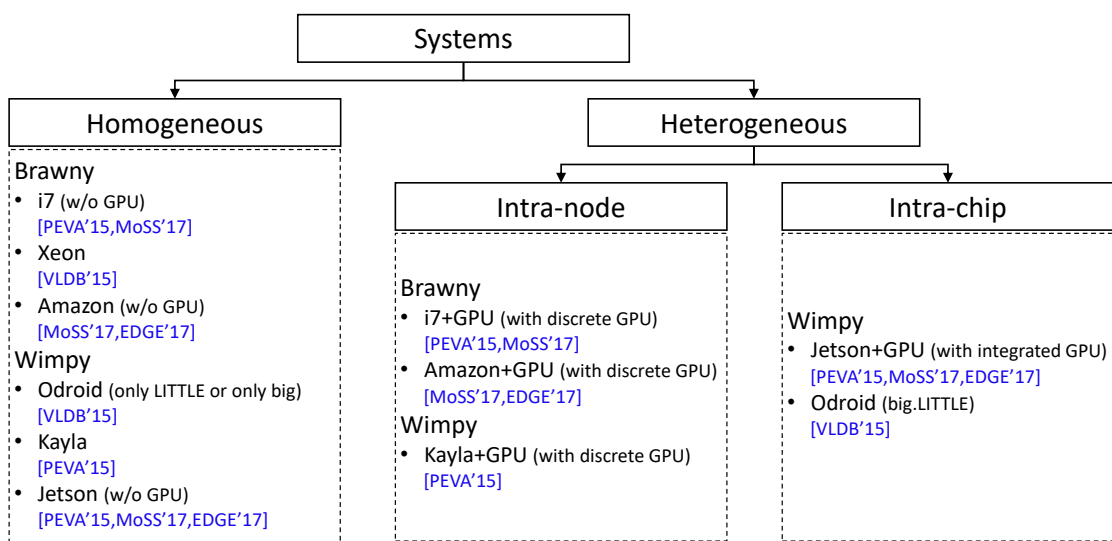 Systems
Homogeneous
Heterogeneous
Brawny
• i7 (w/o GPU)
[PEVA’15,MoSS’17]
• Xeon
[VLDB’15]
• Amazon (w/o GPU)
[MoSS’17,EDGE’17]
Wimpy
• Odroid (only LITTLE or only big)
[VLDB’15]
• Kayla
[PEVA’15]
• Jetson (w/o GPU)
[PEVA’15,MoSS’17,EDGE’17]
Intra-node
Brawny
• i7+GPU (with discrete GPU)
[PEVA’15,MoSS’17]
• Amazon+GPU (with discrete GPU)
[MoSS’17,EDGE’17]
Wimpy
• Kayla+GPU (with discrete GPU)
[PEVA’15]
Intra-chip
Wimpy
• Jetson+GPU (with integrated GPU)
[PEVA’15,MoSS’17,EDGE’17]
• Odroid (big.LITTLE)
[VLDB’15]